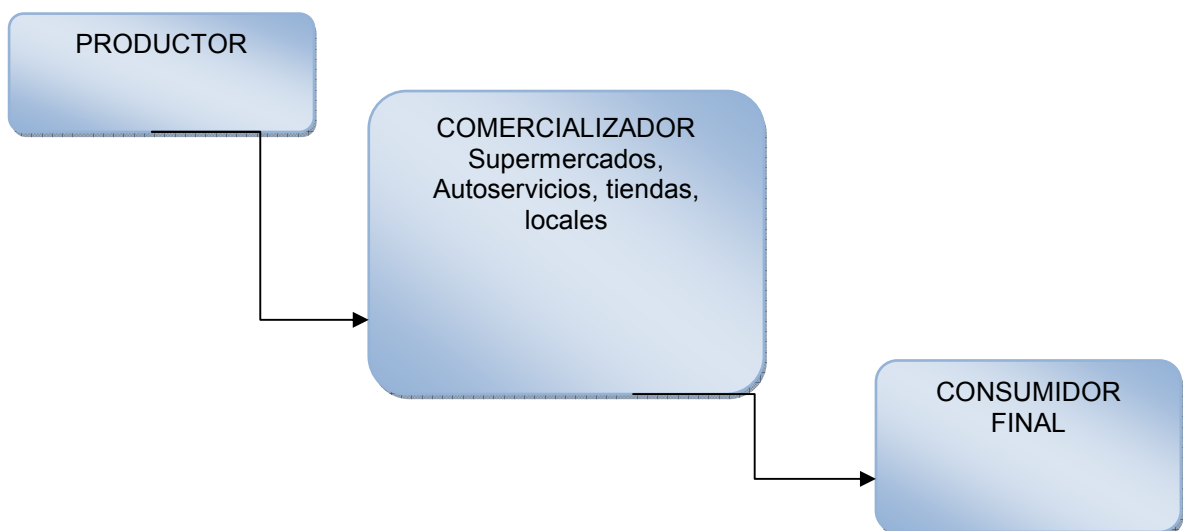 PRODUCTOR
COMERCIALIZADOR
Supermercados,
Autoservicios, tiendas,
locales
CONSUMIDOR
FINAL